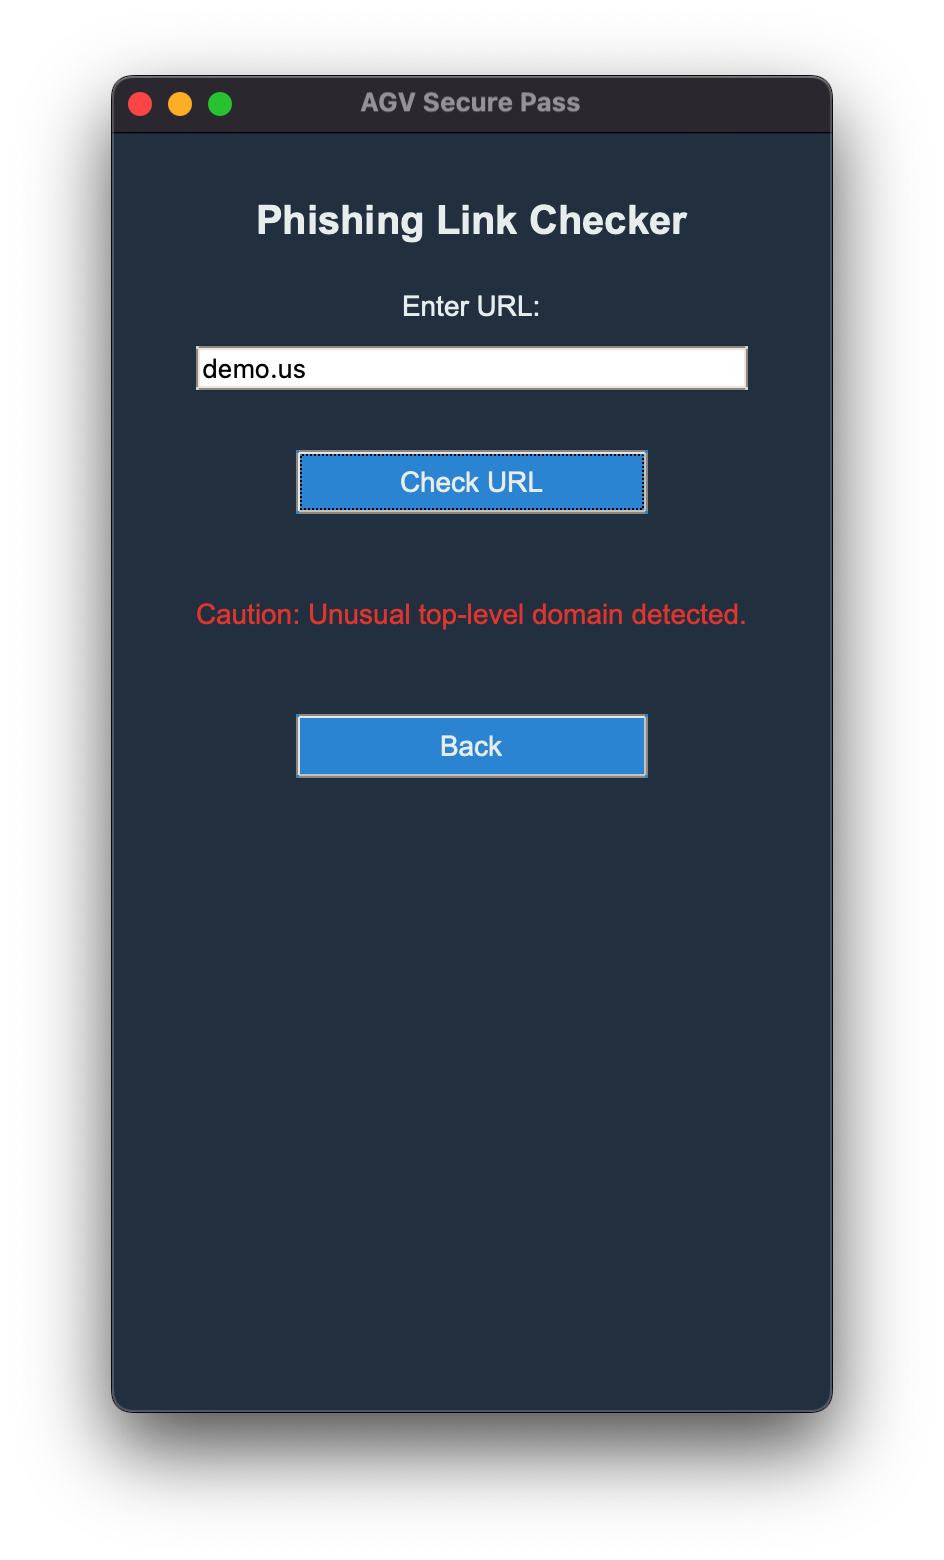 AGV Secure Pass
Phishing Link Checker
Enter URL:
demo.us
Check URL
Caution: Unusual top-level domain detected.
Back